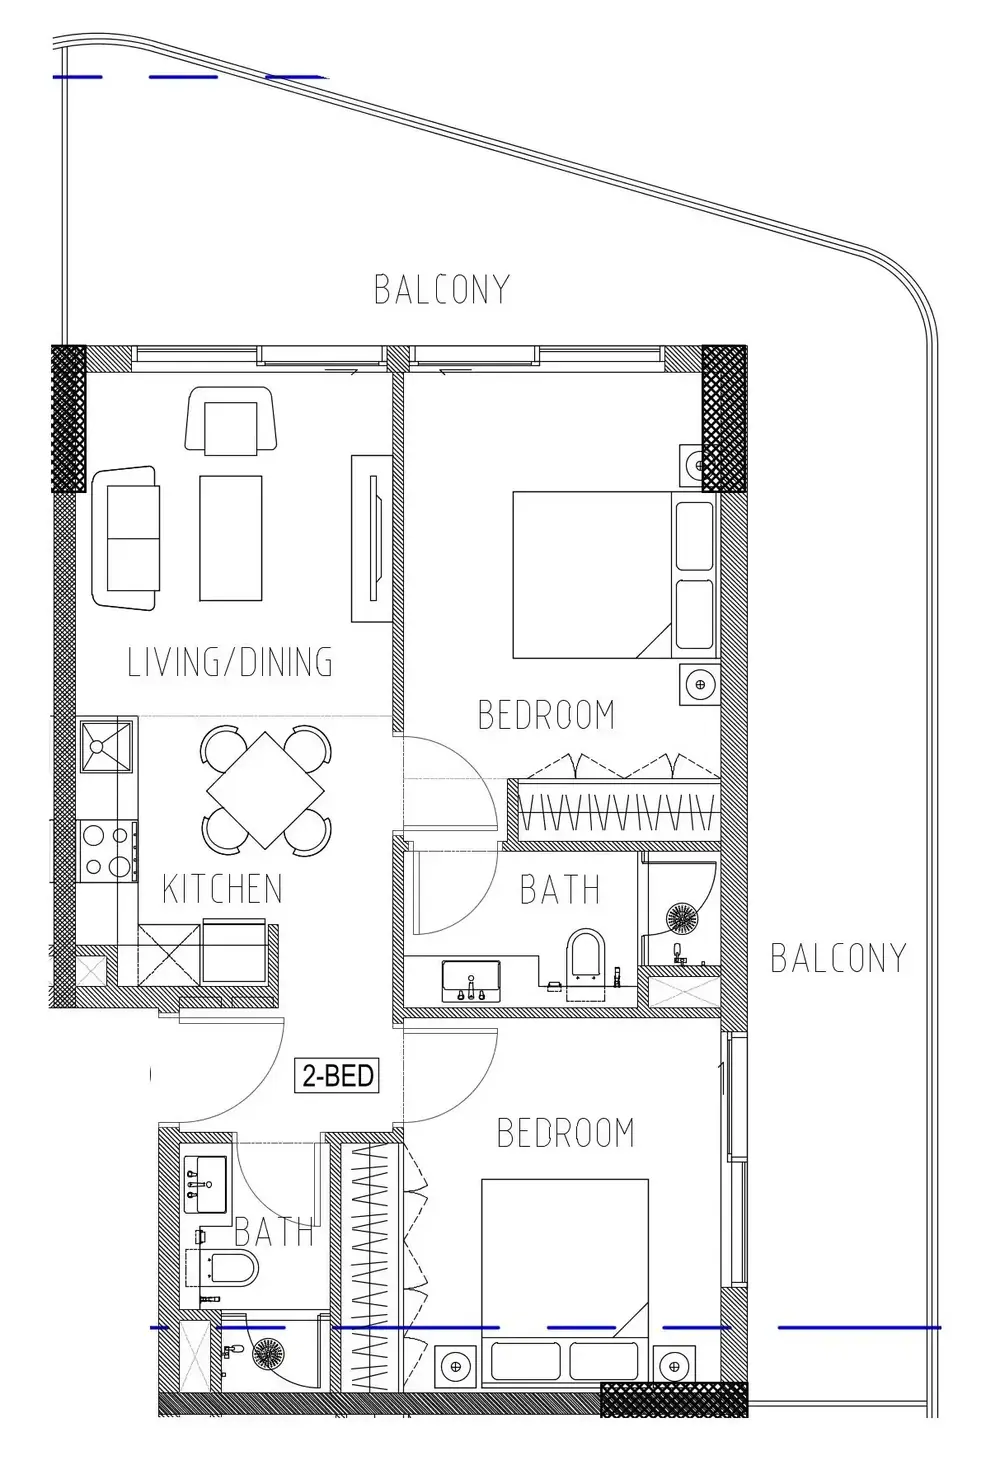 BALCONY
LIVING/DINING
BEDROOM
KITCHEN
BATH
BALCONY
2-BED
BEDROOM
BATH